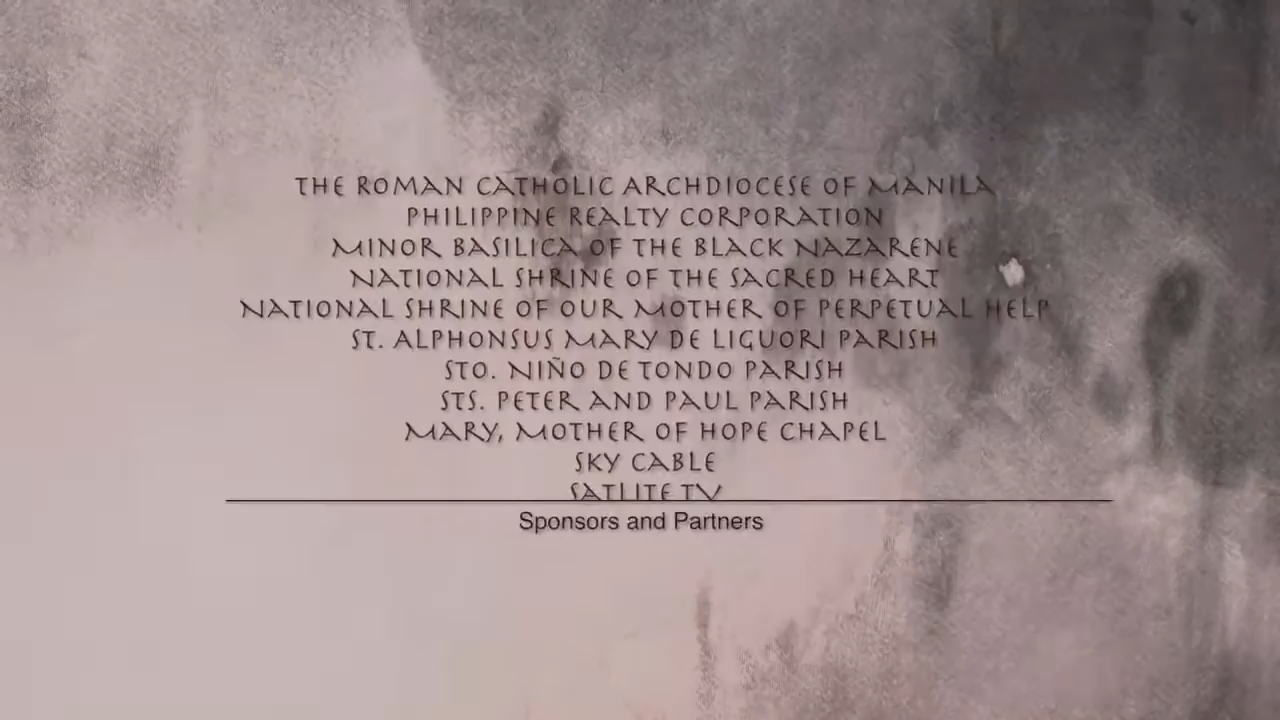 THE ROMAN CATHOLIC ARCHDIOCESE OF MANILA
PHILIPPINE REALTY CORPORATION
MINOR BASILICA OF THE BLACK NAZARENE
NATIONAL SHRINE OF THE SACRED HEART
NATIONAL SHRINE OF OUR MOTHER OF PERPETUAL HELP
ST. ALPHONSUS MARY DE LIGUORI PARISH
STO. NIÑO DE TONDO PARISH
STS. PETER AND PAUL PARISH
MARY, MOTHER OF HOPE CHAPEL
SKY CABLE
SATLITE TV
Sponsors and Partners